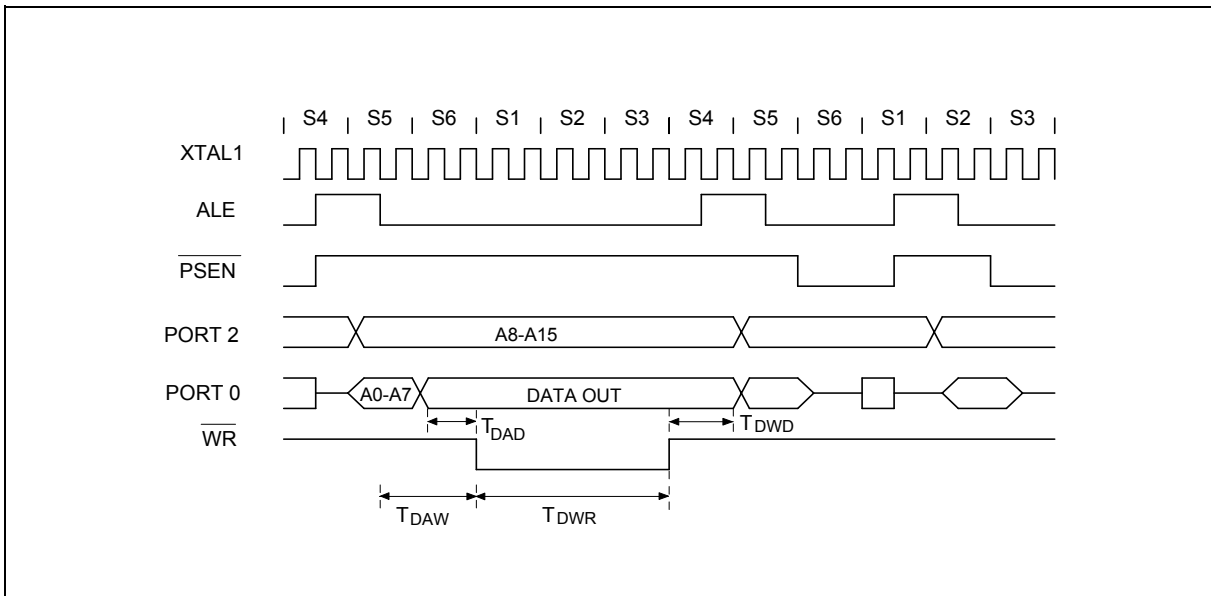 S4 S5 S6 S1 S2 S3 S4 S5 S6 S1 S2 S3
XTAL1
ALE
PSEN
PORT 2 A8-A15
PORT 0 A0-A7 DATA OUT
WR TDAD TDWD
TDAW TDWR